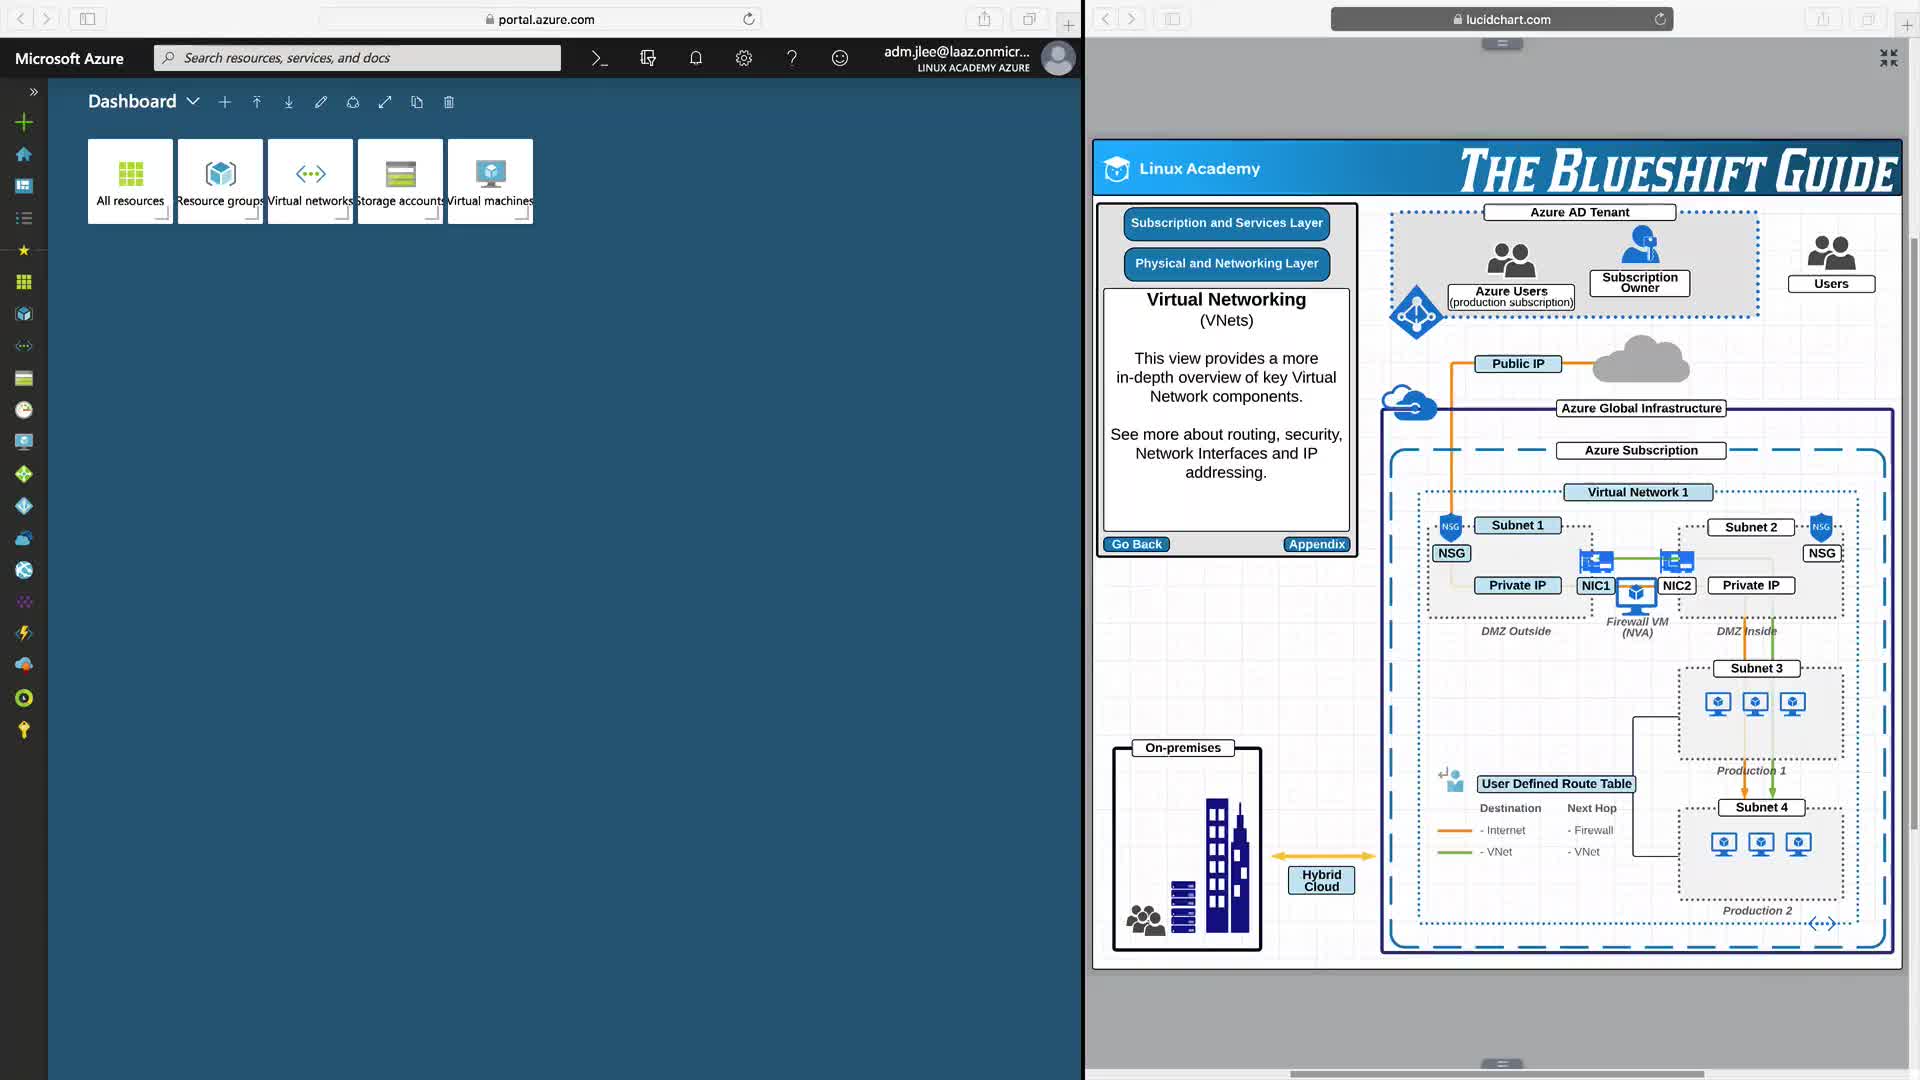 portal.azure.com
lucidchart.com
Microsoft Azure
Search resources, services, and docs
adm.jlee@laaz.onmicr...
LINUX ACADEMY AZURE
Dashboard
All resources
Resource groups
Virtual networks
Storage accounts
Virtual machines
Linux Academy
THE BLUESHIFT GUIDE
Subscription and Services Layer
Physical and Networking Layer
Virtual Networking
(VNets)
This view provides a more
in-depth overview of key Virtual
Network components.
See more about routing, security,
Network Interfaces and IP
addressing.
Go Back
Appendix
Azure AD Tenant
Azure Users
(production subscription)
Subscription
Owner
Users
Public IP
Azure Global Infrastructure
Azure Subscription
Virtual Network 1
NSG
Subnet 1
Subnet 2
NSG
NSG
NSG
Private IP
NIC1
NIC2
Private IP
DMZ Outside
Firewall VM
(NVA)
DMZ Inside
Subnet 3
Production 1
On-premises
User Defined Route Table
Destination
Next Hop
- Internet
- Firewall
- VNet
- VNet
Subnet 4
Production 2
Hybrid
Cloud